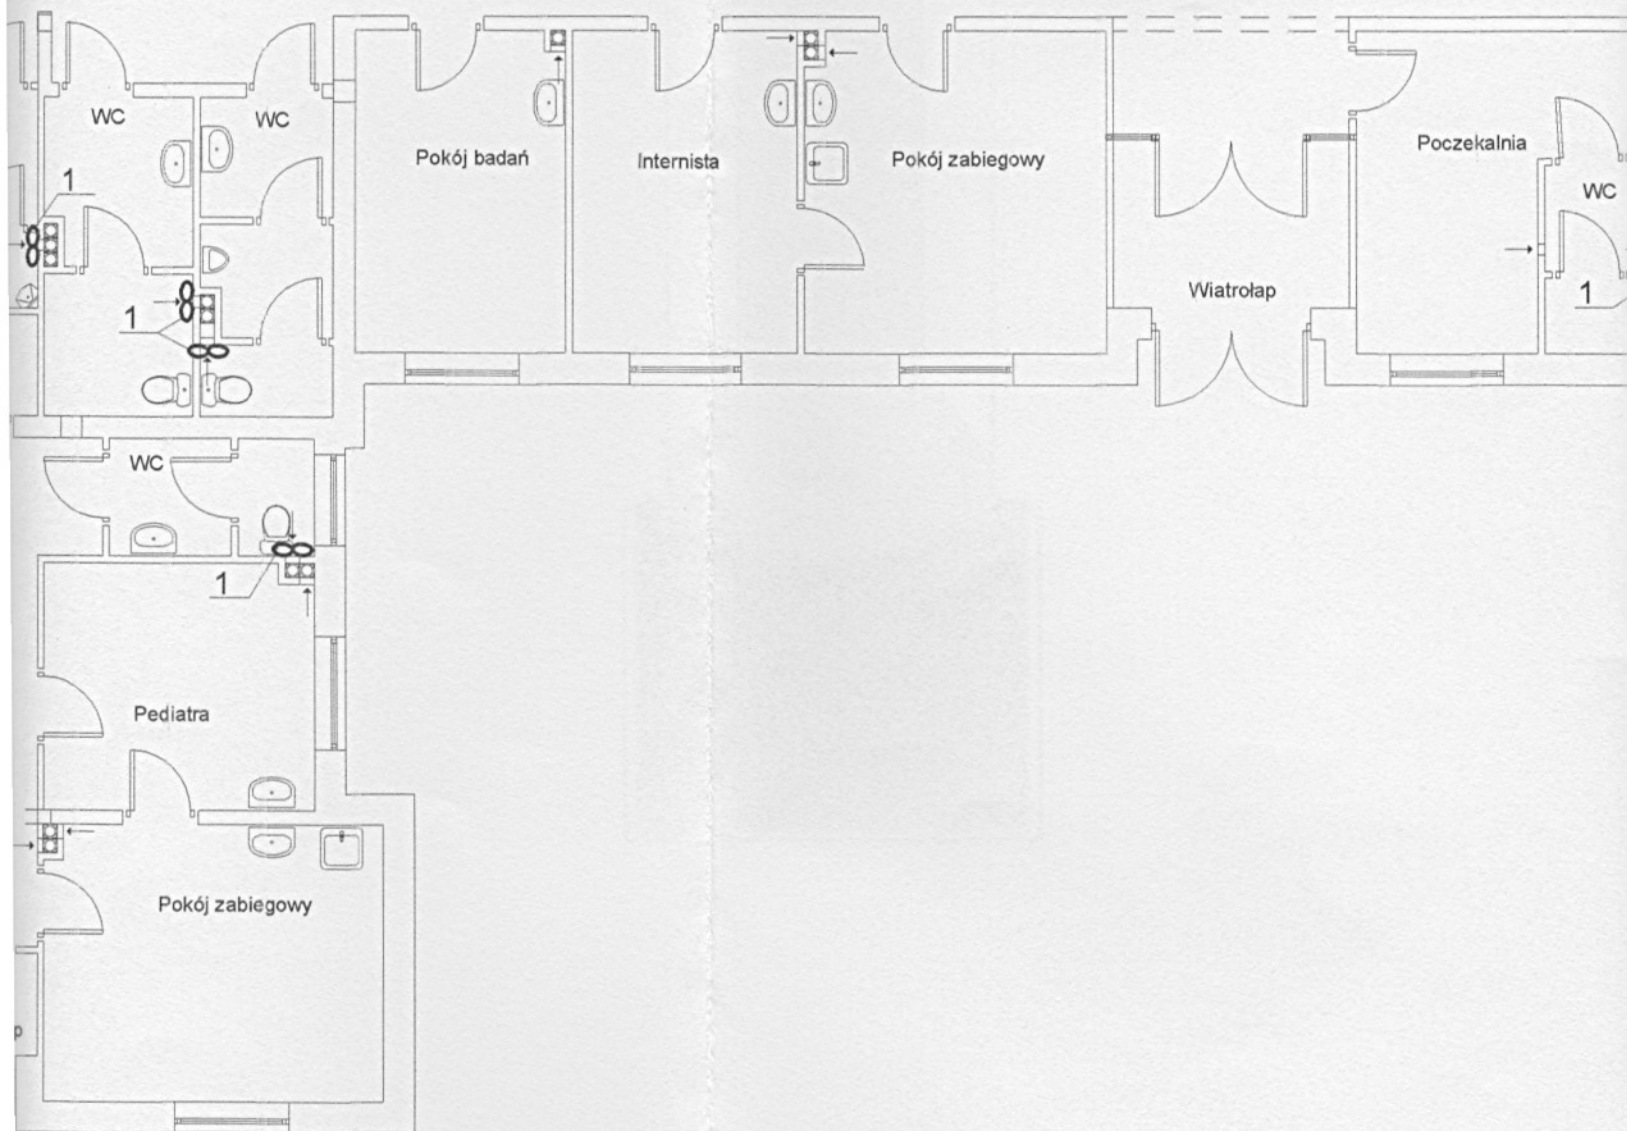 WC
WC
Pokój badań
Internista
Pokój zabiegowy
Poczekalnia
WC
1
1
1
Wiatrołap
WC
1
Pediatra
Pokój zabiegowy
p